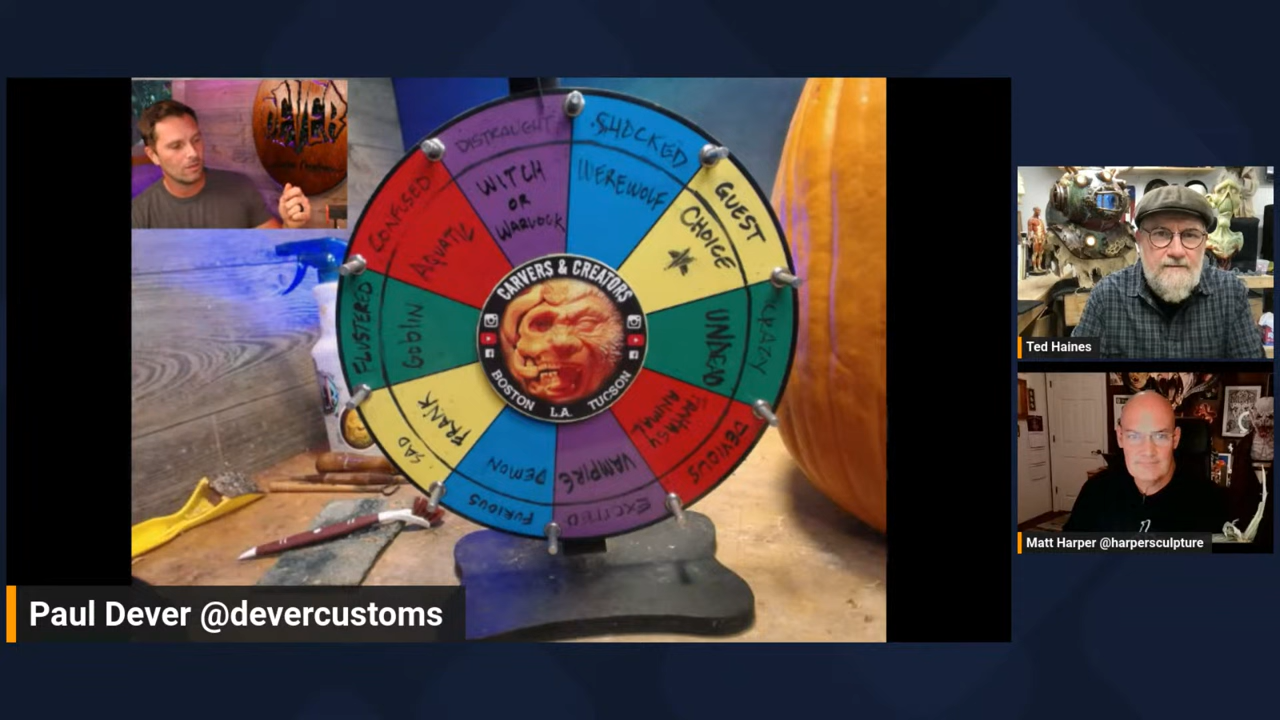 DEVER
DISTRAUGHT
WITCH
OR
WARLOCK
SHOCKED
WEREWOLF
GUEST
CHOICE
CRAZY
UNDEAD
DEVIOUS
FANTASY
ANIMAL
EXCITED
VAMPIRE
FURIOUS
DEMON
SAD
FRANK
FLUSTERED
GOBLIN
CONFUSED
AQUATIC
CARVERS & CREATORS
BOSTON L.A. TUCSON
Ted Haines
Matt Harper @harpersculpture
Paul Dever @devercustoms